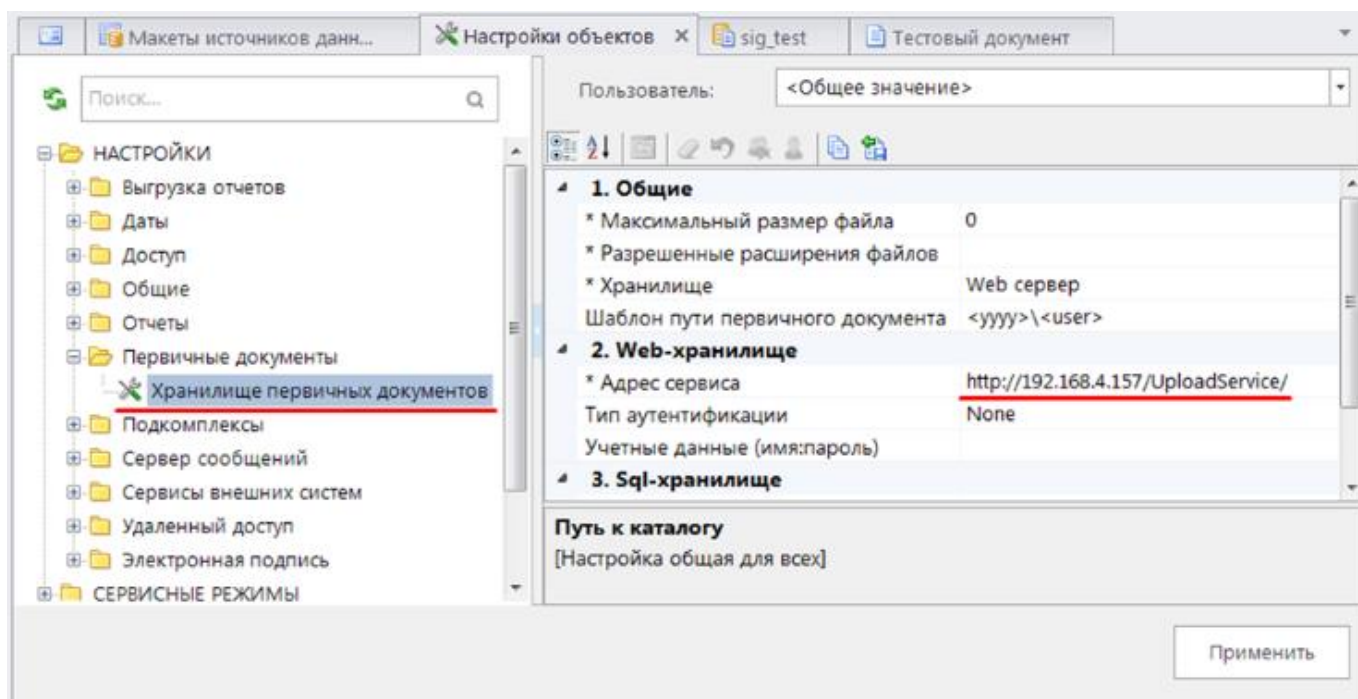 Макеты источников данн...
Настройки объектов
sig_test
Тестовый документ
Поиск...
НАСТРОЙКИ
Выгрузка отчетов
Даты
Доступ
Общие
Отчеты
Первичные документы
Хранилище первичных документов
Подкомплексы
Сервер сообщений
Сервисы внешних систем
Удаленный доступ
Электронная подпись
СЕРВИСНЫЕ РЕЖИМЫ
Пользователь: <Общее значение>
1. Общие
* Максимальный размер файла 0
* Разрешенные расширения файлов
* Хранилище Web сервер
Шаблон пути первичного документа <yyyy>\<user>
2. Web-хранилище
* Адрес сервиса http://192.168.4.157/UploadService/
Тип аутентификации None
Учетные данные (имя:пароль)
3. Sql-хранилище
Путь к каталогу
[Настройка общая для всех]
Применить